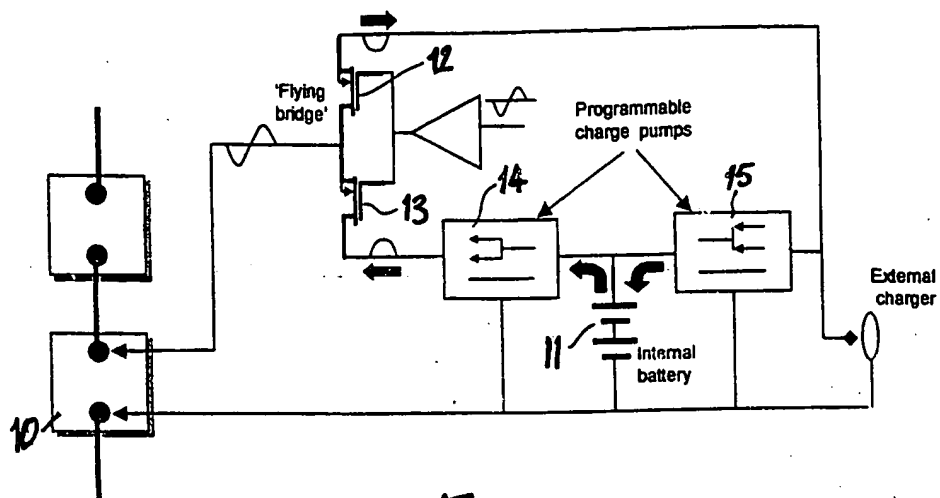 12
'Flying
bridge'
Programmable
charge pumps
13
14
15
External
charger
11
Internal
battery
10